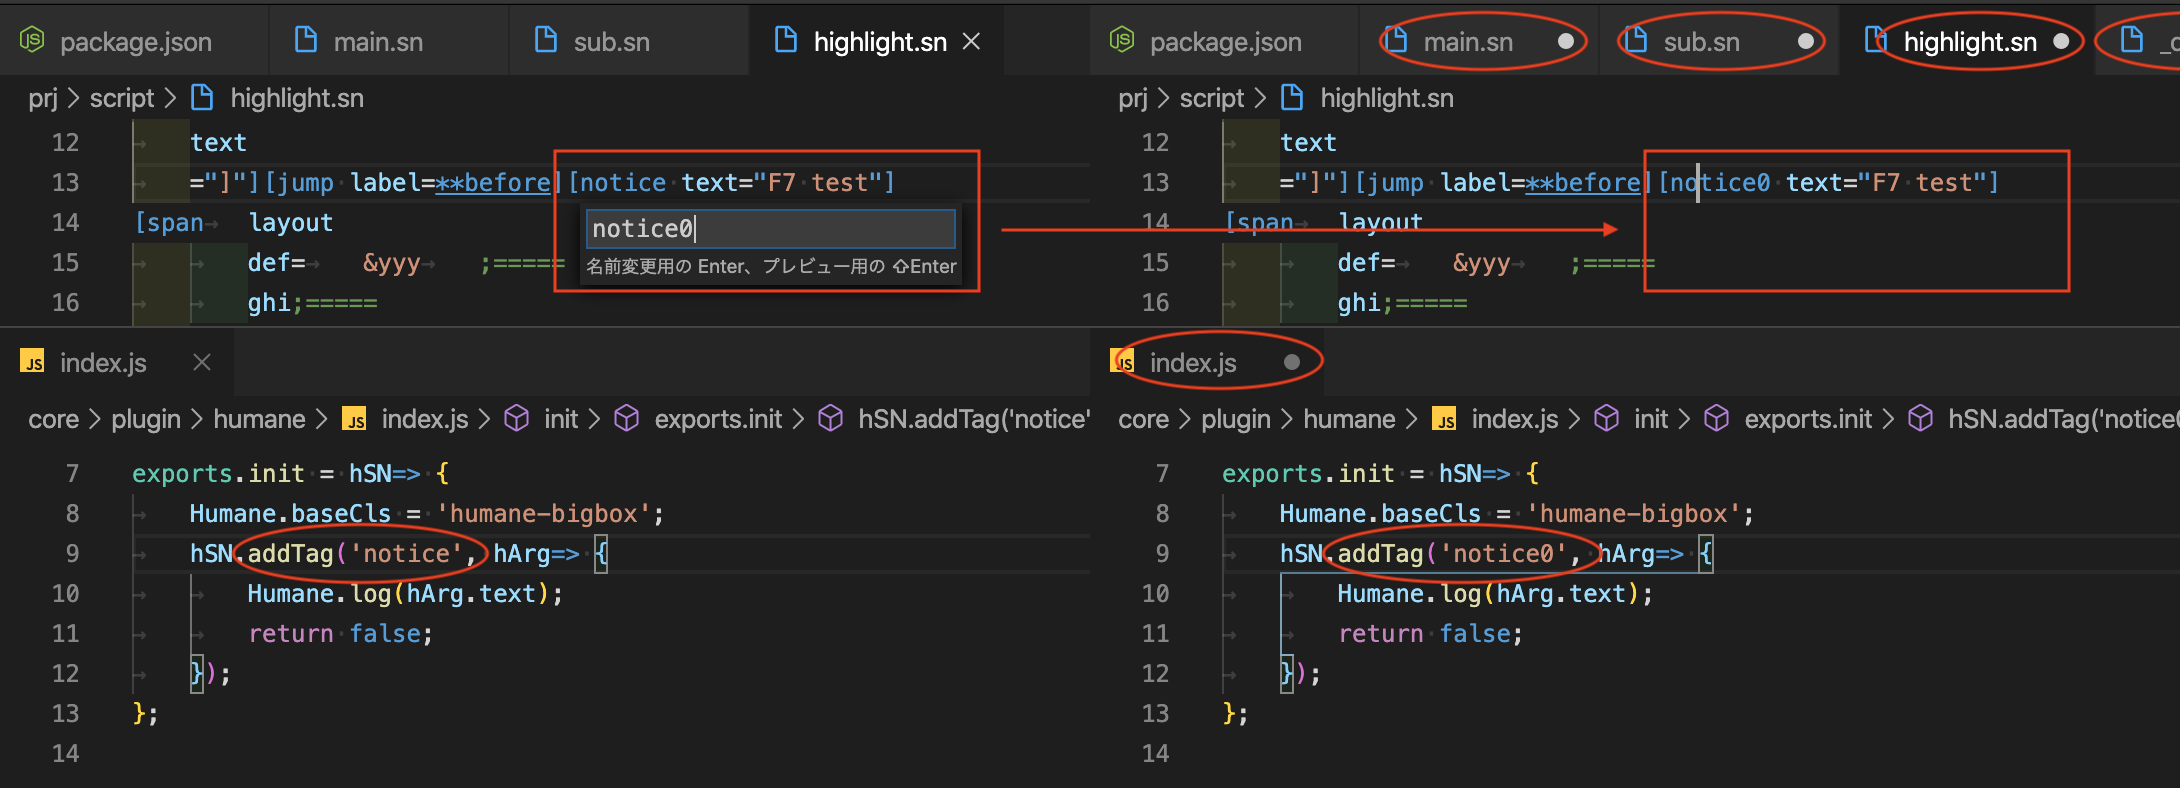 package.json main.sn sub.sn highlight.sn
prj > script > highlight.sn
12 text
13 ="]"][jump label=**before][notice text="F7 test"]
14 [span layout
notice0
15 def= &yyy ;=====
名前変更用の Enter、プレビュー用の ⇧Enter
16 ghi;=====
JS index.js
core > plugin > humane > JS index.js > init > exports.init > hSN.addTag('notice'
7 exports.init = hSN=> {
8 Humane.baseCls = 'humane-bigbox';
9 hSN.addTag('notice', hArg=> {
10 Humane.log(hArg.text);
11 return false;
12 });
13 };
14
package.json main.sn sub.sn highlight.sn
prj > script > highlight.sn
12 text
13 ="]"][jump label=**before][notice0 text="F7 test"]
14 [span layout
15 def= &yyy ;=====
16 ghi;=====
JS index.js
core > plugin > humane > JS index.js > init > exports.init > hSN.addTag('notice0
7 exports.init = hSN=> {
8 Humane.baseCls = 'humane-bigbox';
9 hSN.addTag('notice0', hArg=> {
10 Humane.log(hArg.text);
11 return false;
12 });
13 };
14